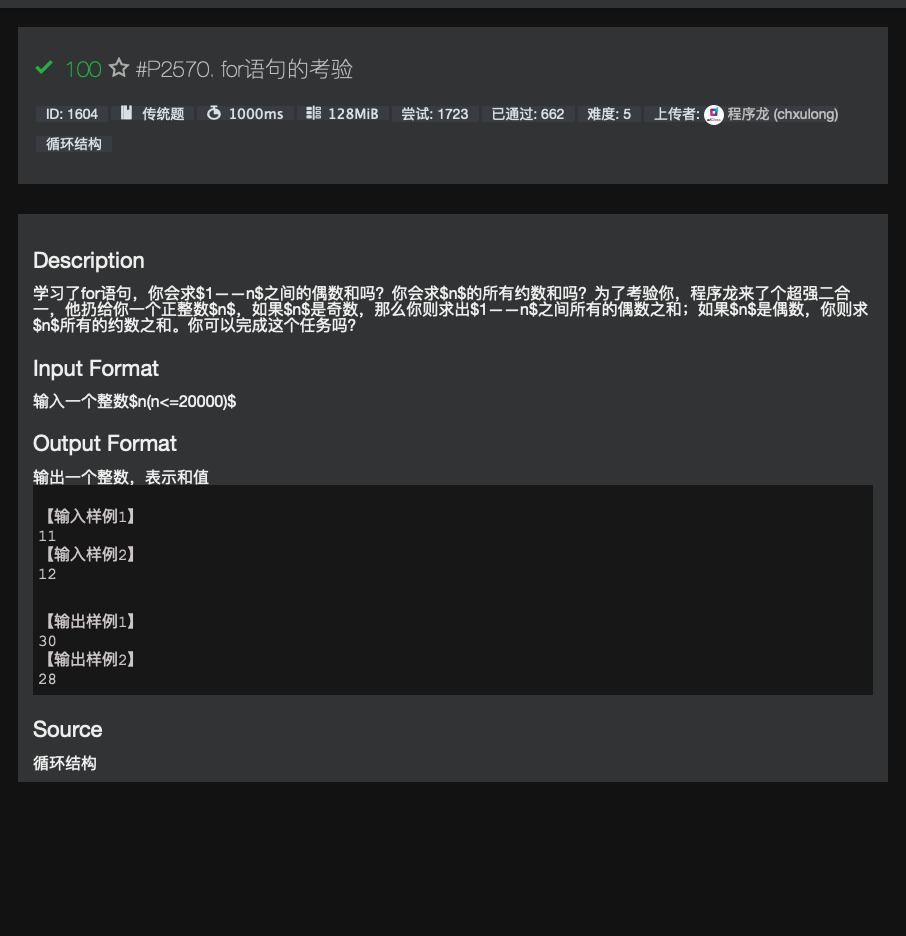 100 #P2570. for语句的考验
ID: 1604 传统题 1000ms 128MiB 尝试: 1723 已通过: 662 难度: 5 上传者: 程序龙 (chxulong)
循环结构
Description
学习了for语句，你会求$1——n$之间的偶数和吗？你会求$n$的所有约数和吗？为了考验你，程序龙来了个超强二合
一，他扔给你一个正整数$n$，如果$n$是奇数，那么你则求出$1——n$之间所有的偶数之和；如果$n$是偶数，你则求
$n$所有的约数之和。你可以完成这个任务吗？
Input Format
输入一个整数$n(n<=20000)$
Output Format
输出一个整数，表示和值
【输入样例1】
11
【输入样例2】
12
【输出样例1】
30
【输出样例2】
28
Source
循环结构